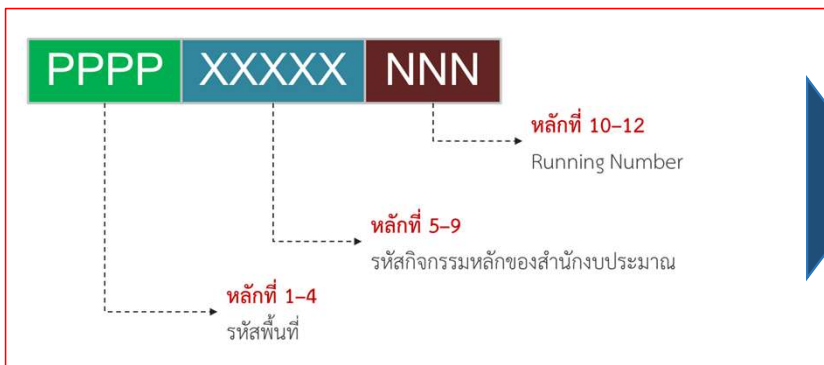 PPPP XXXXX NNN
หลักที่ 10–12
Running Number
หลักที่ 5–9
รหัสกิจกรรมหลักของสำนักงบประมาณ
หลักที่ 1–4
รหัสพื้นที่